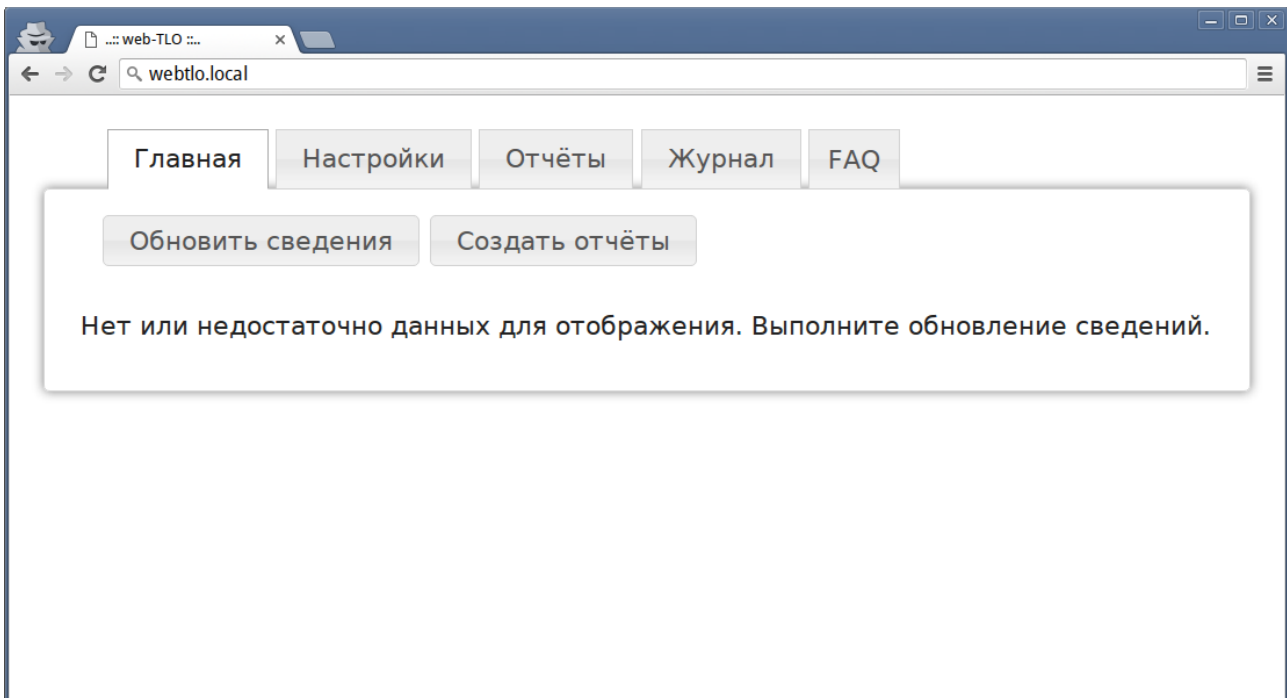 ..:: web-TLO ::..
webtlo.local
Главная Настройки Отчёты Журнал FAQ
Обновить сведения Создать отчёты
Нет или недостаточно данных для отображения. Выполните обновление сведений.